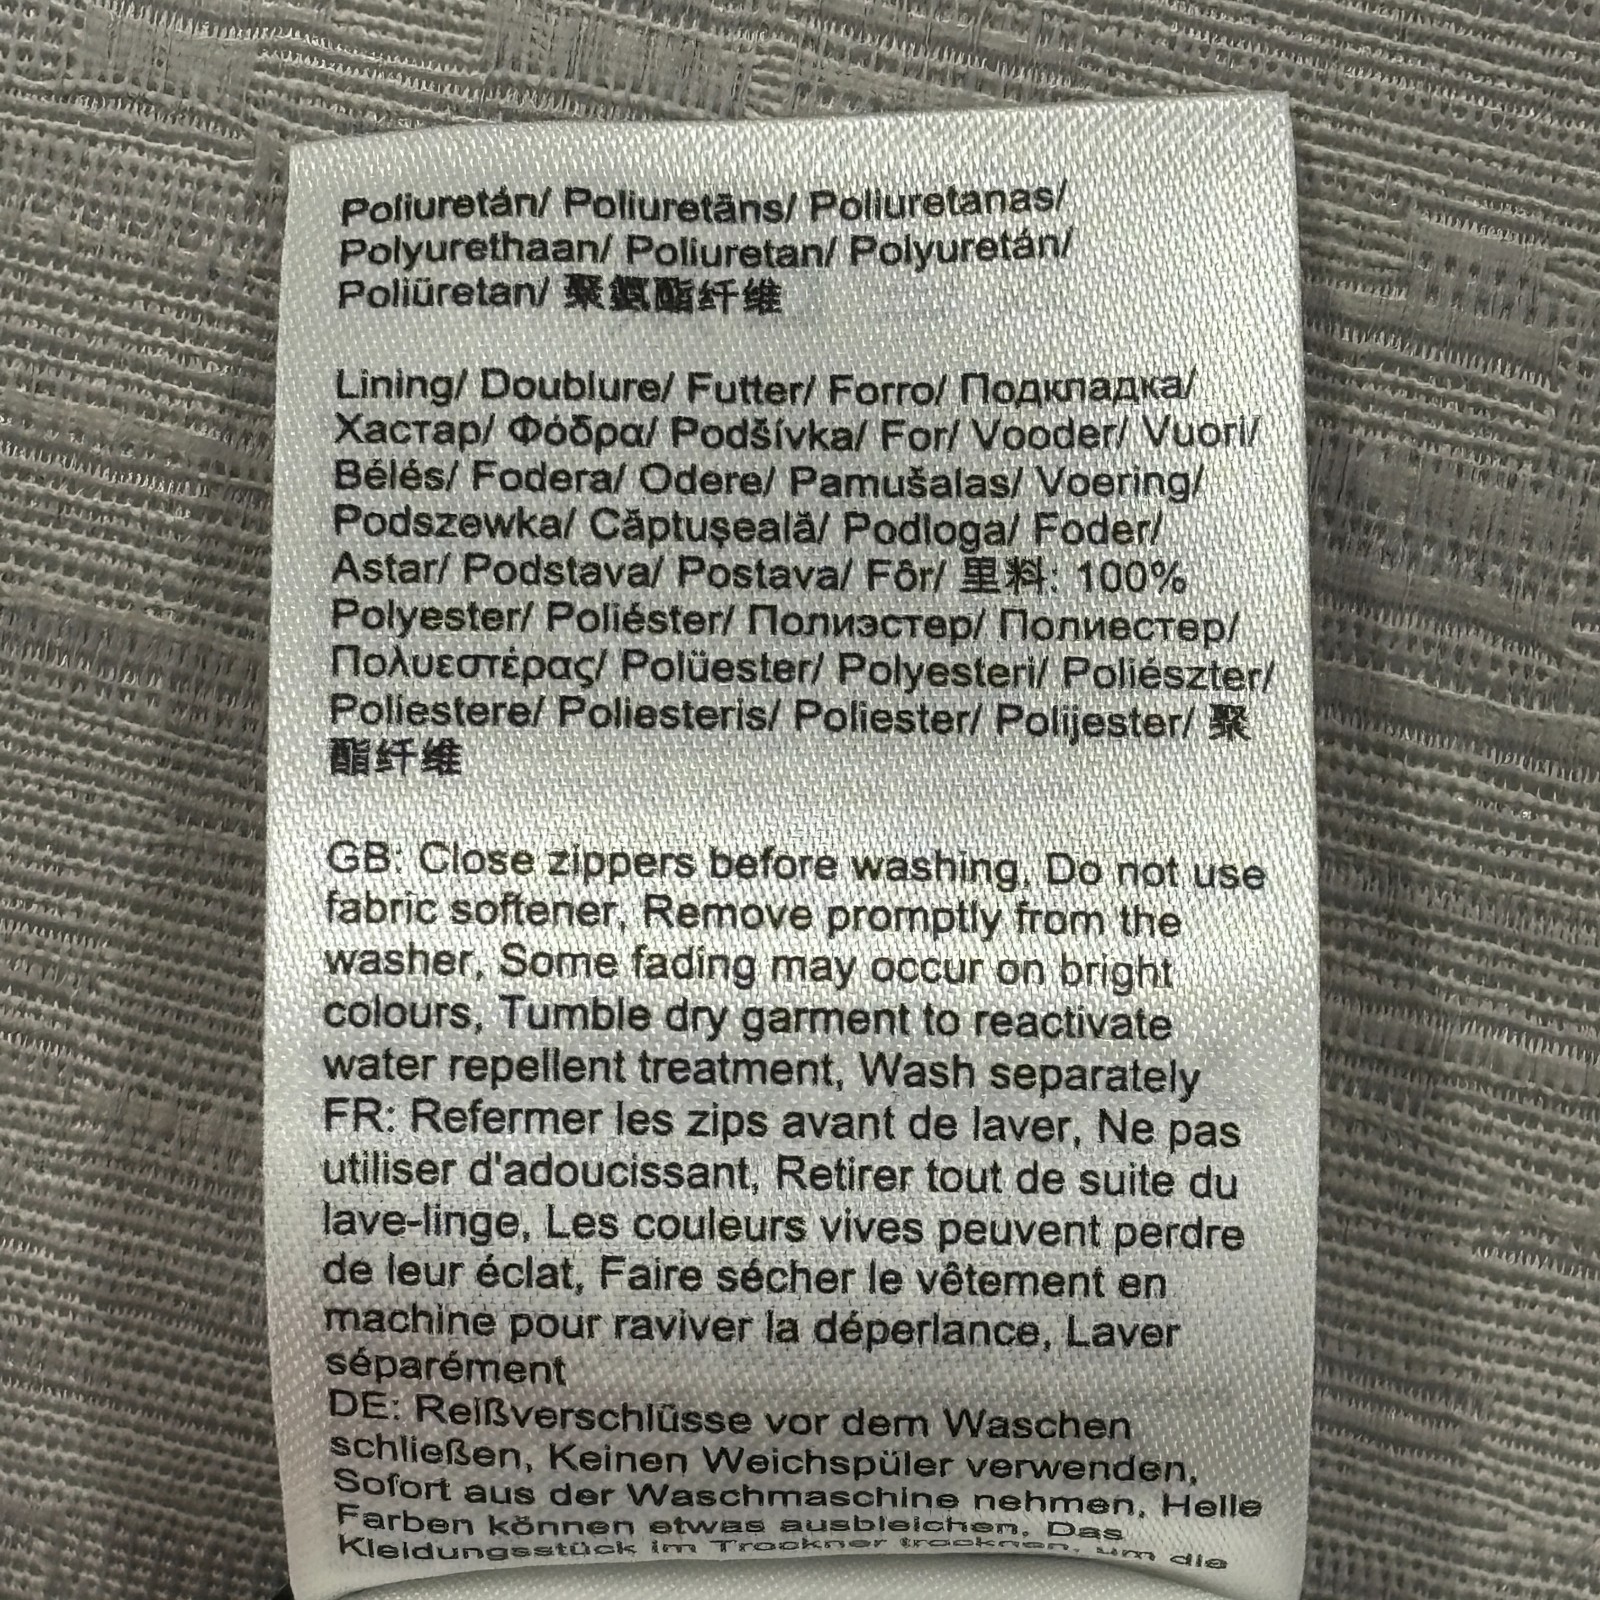 Poliuretán/ Poliuretāns/ Poliuretanas/
Polyurethaan/ Poliuretan/ Polyuretán/
Poliüretan/ 聚氨酯纤维
Lining/ Doublure/ Futter/ Forro/ Подкладка/
Хастар/ Φόδρα/ Podšívka/ For/ Vooder/ Vuori/
Bélés/ Fodera/ Odere/ Pamušalas/ Voering/
Podszewka/ Căptușeală/ Podloga/ Foder/
Astar/ Podstava/ Postava/ Fôr/ 里料: 100%
Polyester/ Poliéster/ Полиэстер/ Полиестер/
Πολυεστέρας/ Polüester/ Polyesteri/ Poliészter/
Poliestere/ Poliesteris/ Poliester/ Polijester/ 聚
酯纤维
GB: Close zippers before washing, Do not use
fabric softener, Remove promptly from the
washer, Some fading may occur on bright
colours, Tumble dry garment to reactivate
water repellent treatment, Wash separately
FR: Refermer les zips avant de laver, Ne pas
utiliser d'adoucissant, Retirer tout de suite du
lave-linge, Les couleurs vives peuvent perdre
de leur éclat, Faire sécher le vêtement en
machine pour raviver la déperlance, Laver
séparément
DE: Reißverschlüsse vor dem Waschen
schließen, Keinen Weichspüler verwenden,
Sofort aus der Waschmaschine nehmen, Helle
Farben können etwas ausbleichen, Das
Kleidungsstück im Trockner trocknen, um die